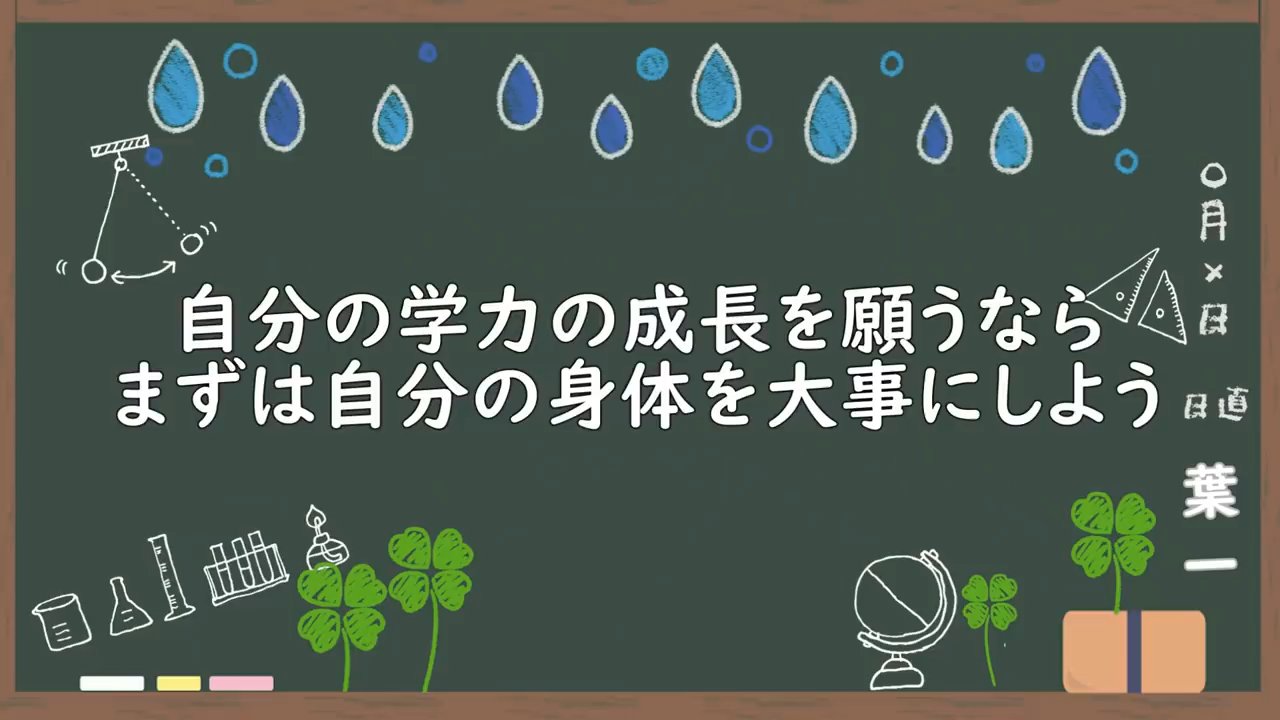 自分の学力の成長を願うなら
まずは自分の身体を大事にしよう
○月×日
日直
葉一